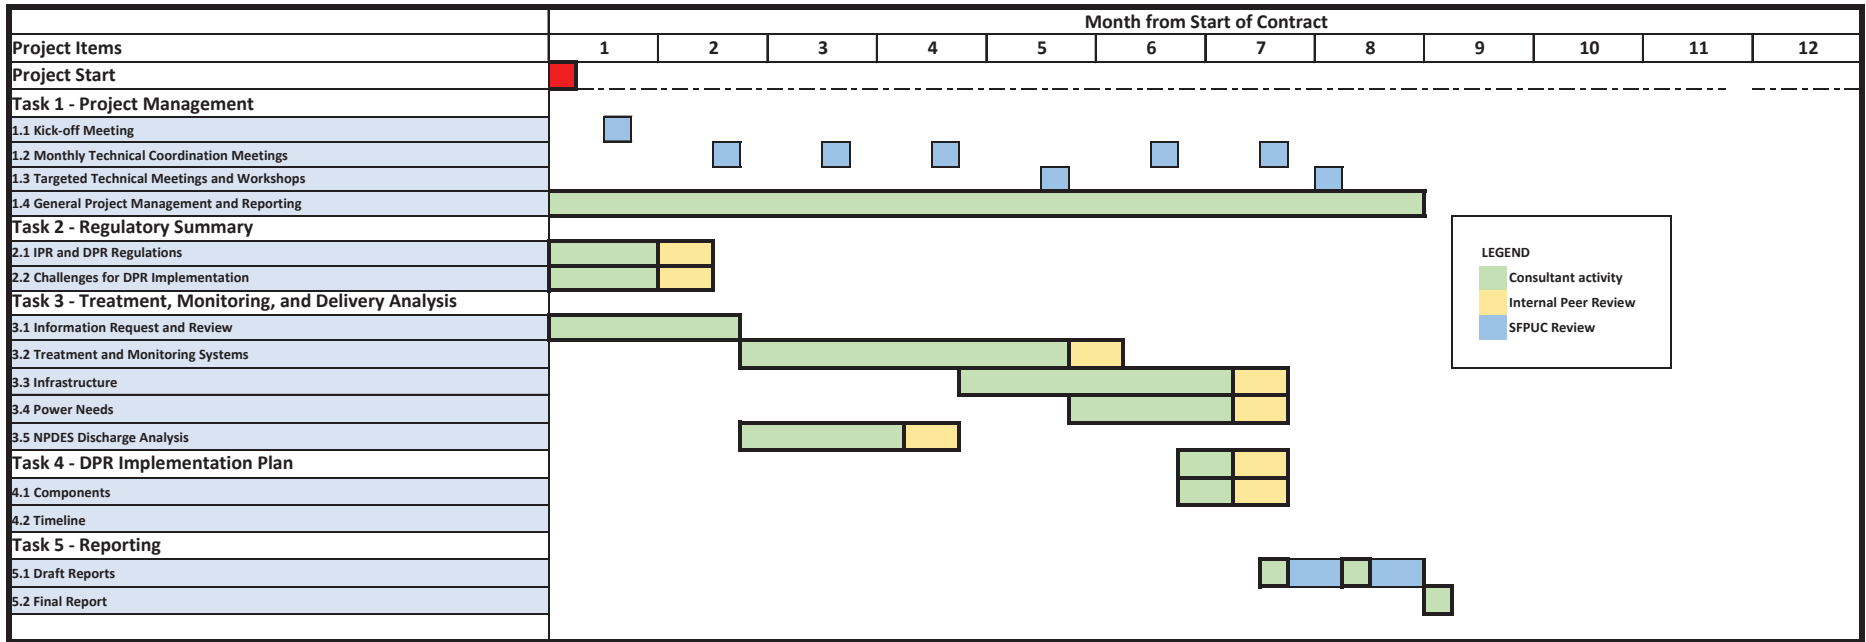 Month from Start of Contract
Project Items 1 2 3 4 5 6 7 8 9 10 11 12
Project Start
Task 1 - Project Management
1.1 Kick-off Meeting
1.2 Monthly Technical Coordination Meetings
1.3 Targeted Technical Meetings and Workshops
1.4 General Project Management and Reporting
Task 2 - Regulatory Summary
2.1 IPR and DPR Regulations
2.2 Challenges for DPR Implementation
Task 3 - Treatment, Monitoring, and Delivery Analysis
3.1 Information Request and Review
3.2 Treatment and Monitoring Systems
3.3 Infrastructure
3.4 Power Needs
3.5 NPDES Discharge Analysis
Task 4 - DPR Implementation Plan
4.1 Components
4.2 Timeline
Task 5 - Reporting
5.1 Draft Reports
5.2 Final Report
LEGEND
Consultant activity
Internal Peer Review
SFPUC Review